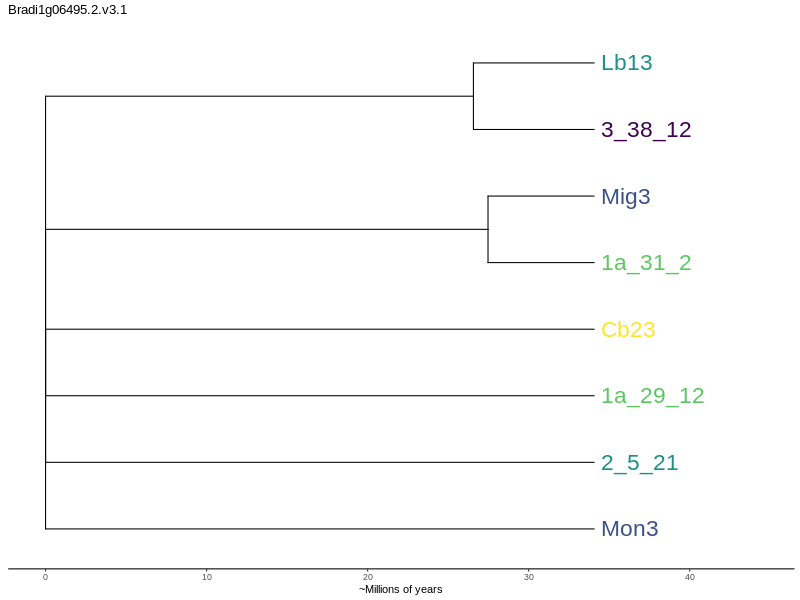 Bradi1g06495.2.v3.1
Lb13
3_38_12
Mig3
1a_31_2
Cb23
1a_29_12
2_5_21
Mon3
0 10 20 30 40
~Millions of years